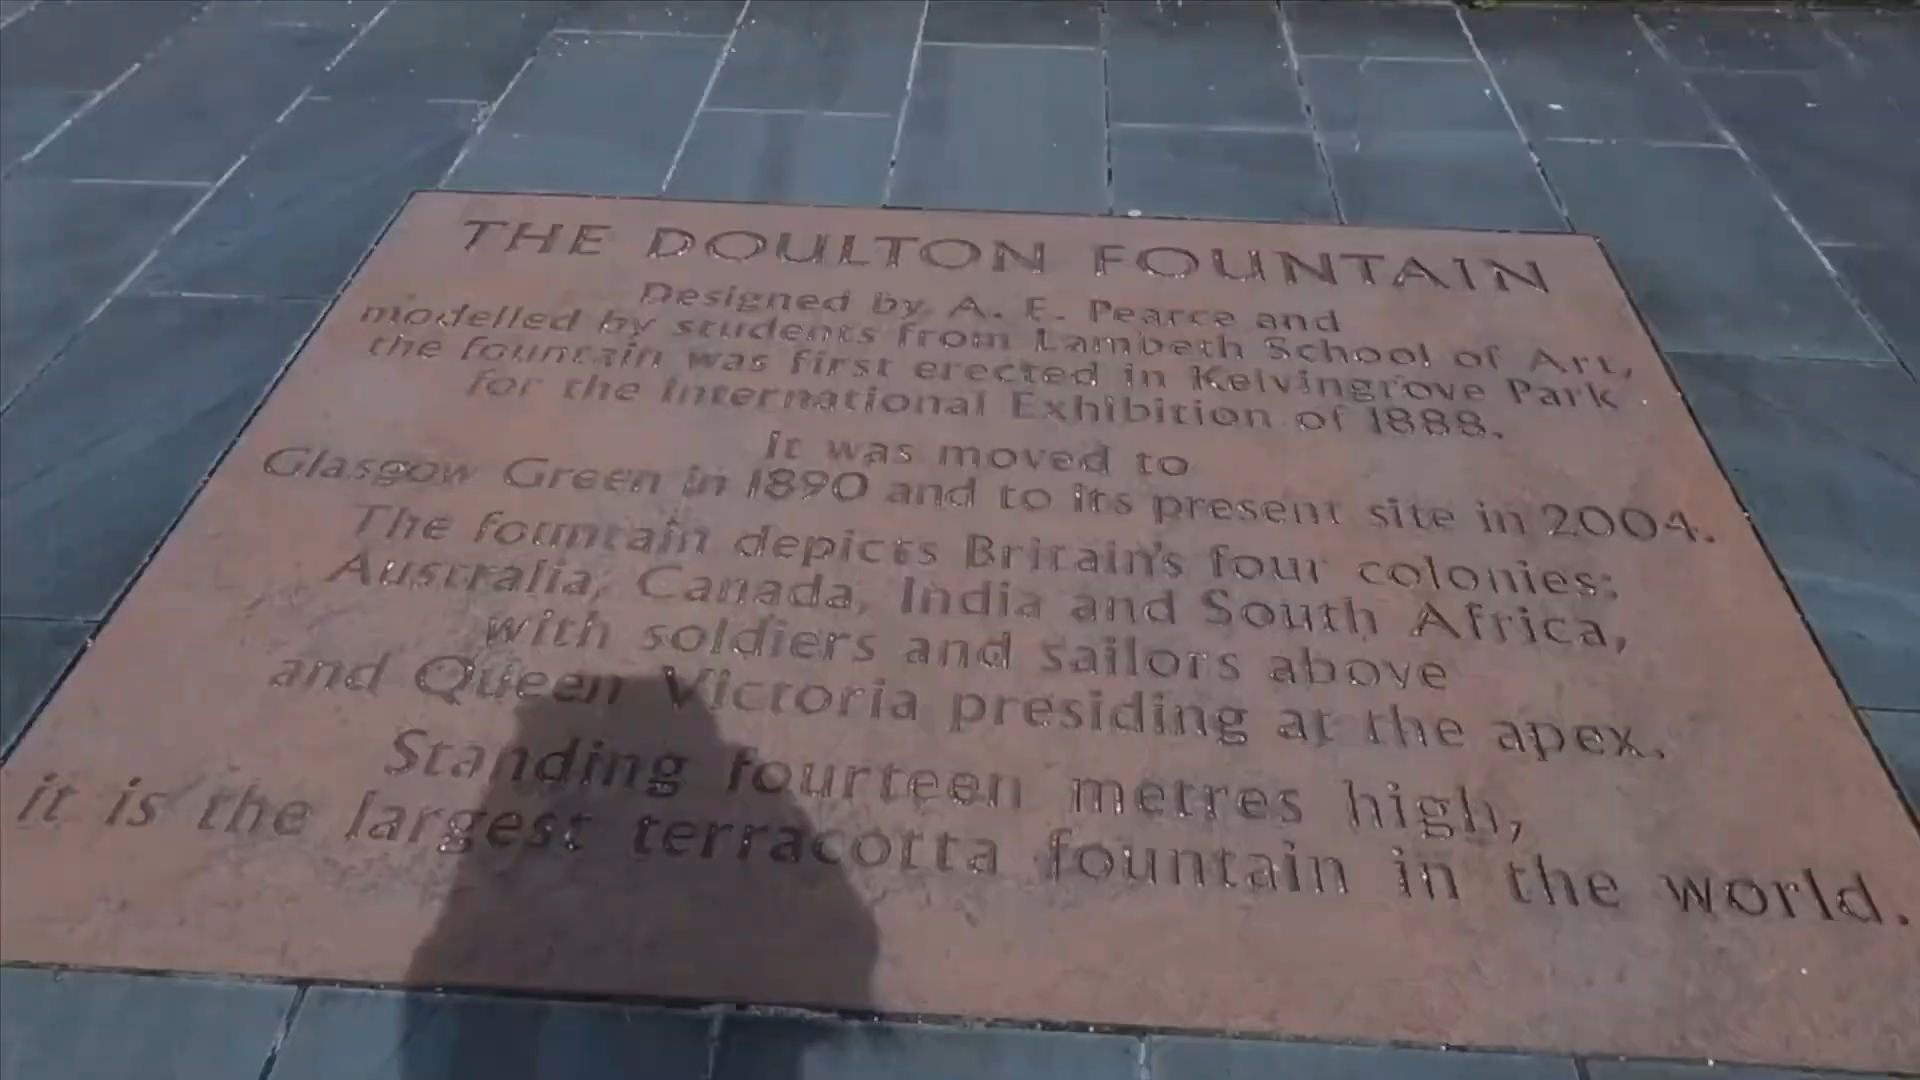 THE DOULTON FOUNTAIN
Designed by A. E. Pearce and
modelled by students from Lambeth School of Art,
the fountain was first erected in Kelvingrove Park
for the International Exhibition of 1888.
It was moved to
Glasgow Green in 1890 and to its present site in 2004.
The fountain depicts Britain's four colonies:
Australia, Canada, India and South Africa,
with soldiers and sailors above
and Queen Victoria presiding at the apex.
Standing fourteen metres high,
it is the largest terracotta fountain in the world.